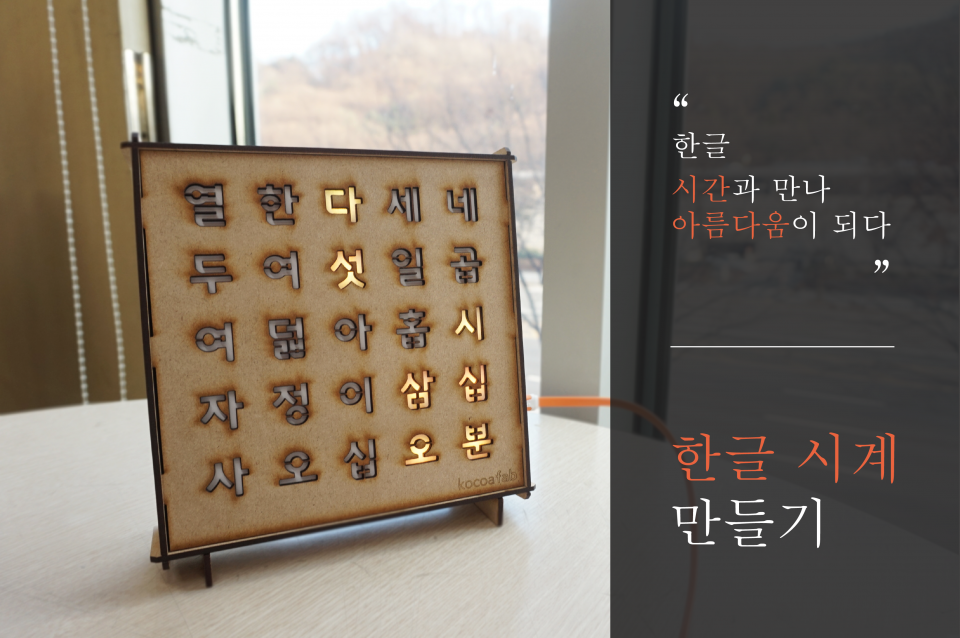 열 한 다 세 네
두 여 섯 일 곱
여 덟 아 홉 시
자 정 이 삼 십
사 오 십 오 분
kocoafab
“
한글
시간과 만나
아름다움이 되다
”
한글 시계
만들기